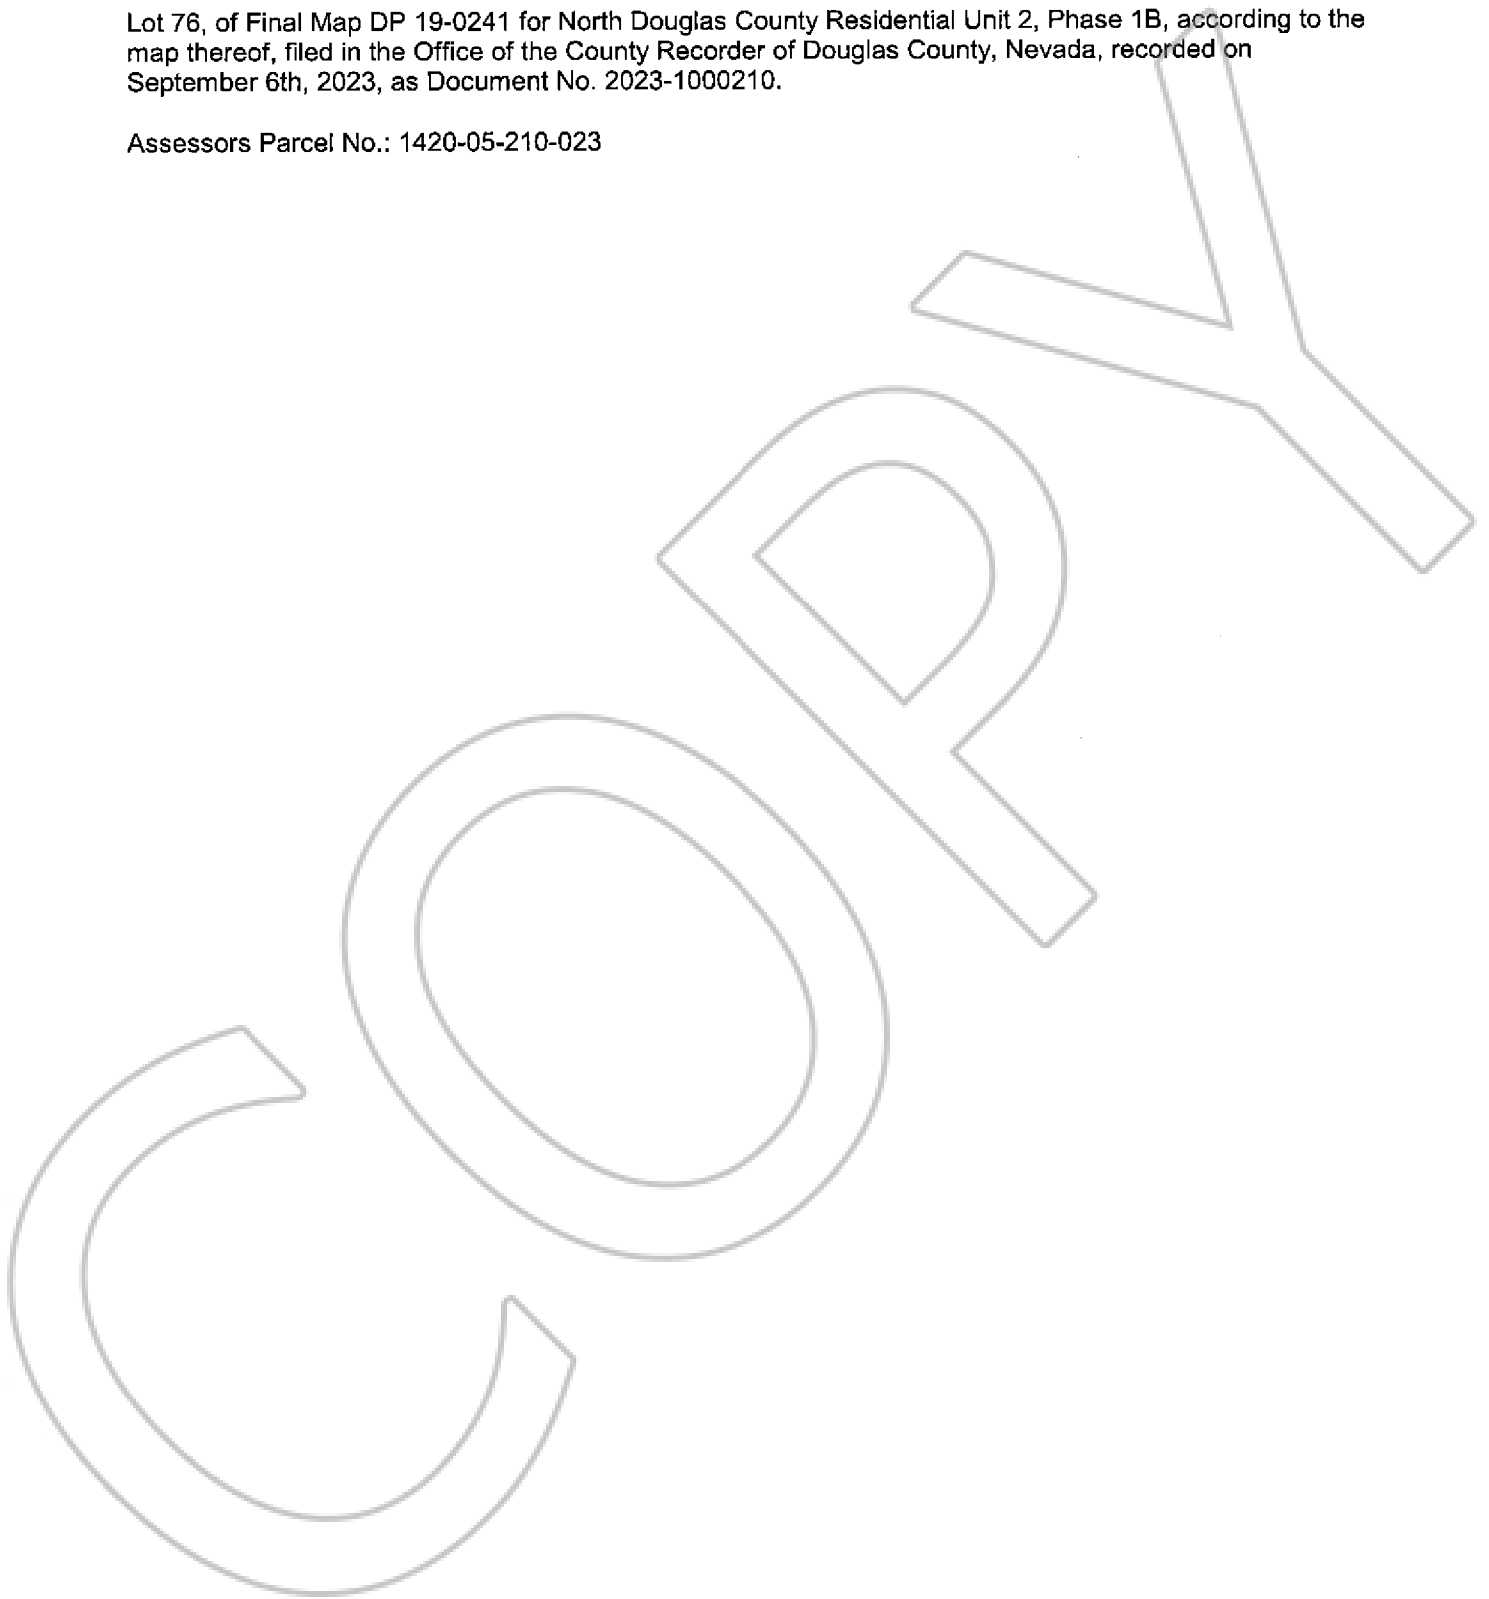 Lot 76, of Final Map DP 19-0241 for North Douglas County Residential Unit 2, Phase 1B, according to the
map thereof, filed in the Office of the County Recorder of Douglas County, Nevada, recorded on
September 6th, 2023, as Document No. 2023-1000210.
Assessors Parcel No.: 1420-05-210-023
COPY